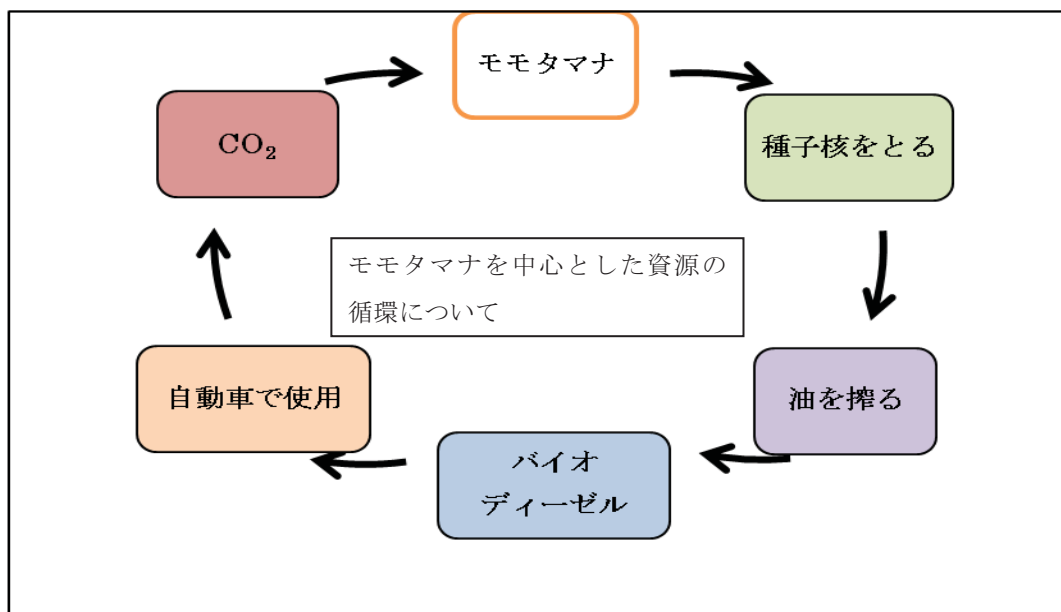 モモタマナ
種子核をとる
油を搾る
バイオ
ディーゼル
自動車で使用
CO₂
モモタマナを中心とした資源の
循環について